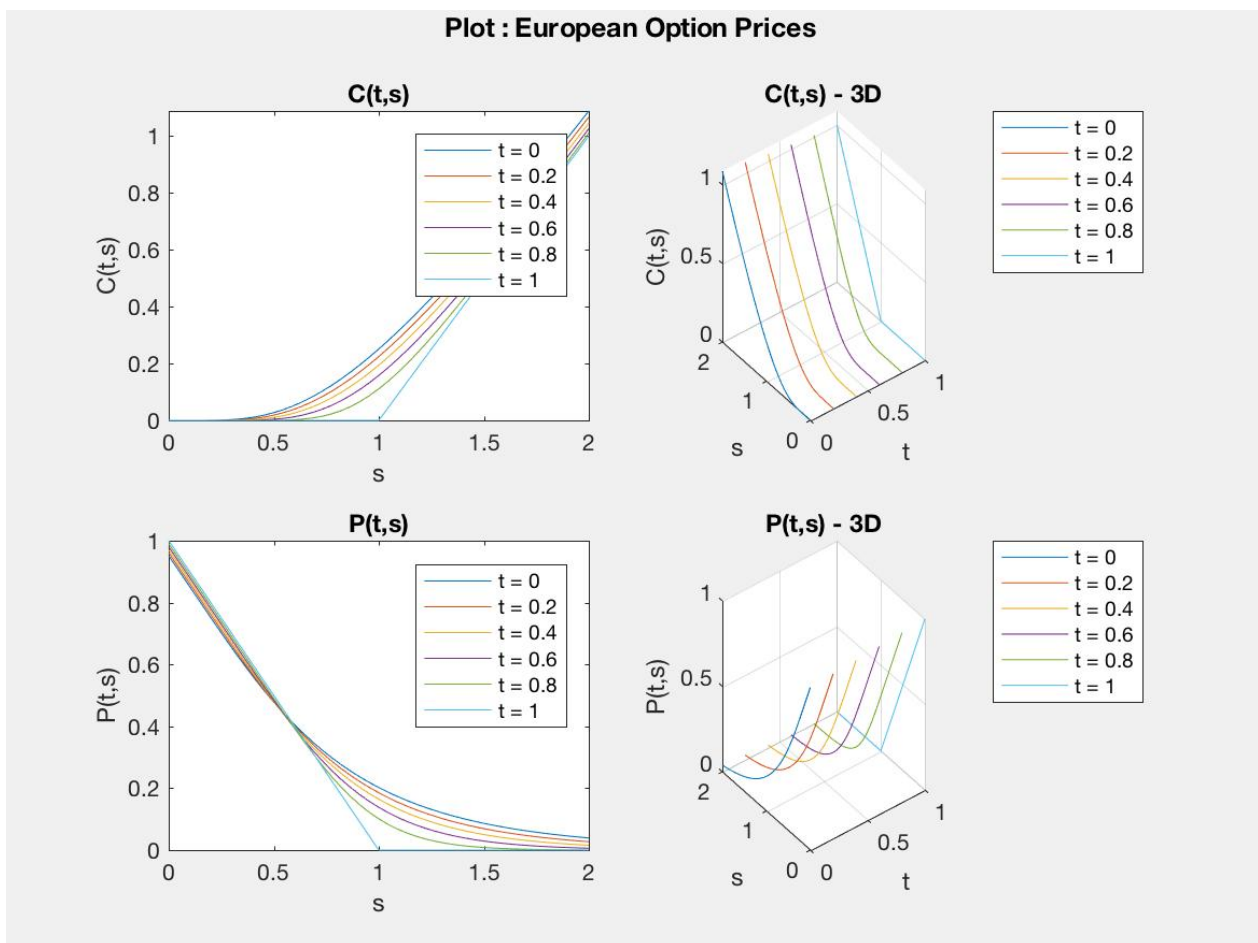 Plot : European Option Prices
C(t,s)
C(t,s)
1
0.8
0.6
0.4
0.2
0
0 0.5 1 1.5 2
s
t = 0
t = 0.2
t = 0.4
t = 0.6
t = 0.8
t = 1
C(t,s) - 3D
C(t,s)
1
0.5
0
2
1
0
s
0
0.5
1
t
t = 0
t = 0.2
t = 0.4
t = 0.6
t = 0.8
t = 1
P(t,s)
P(t,s)
1
0.8
0.6
0.4
0.2
0
0 0.5 1 1.5 2
s
t = 0
t = 0.2
t = 0.4
t = 0.6
t = 0.8
t = 1
P(t,s) - 3D
P(t,s)
1
0.5
0
2
1
0
s
0
0.5
1
t
t = 0
t = 0.2
t = 0.4
t = 0.6
t = 0.8
t = 1